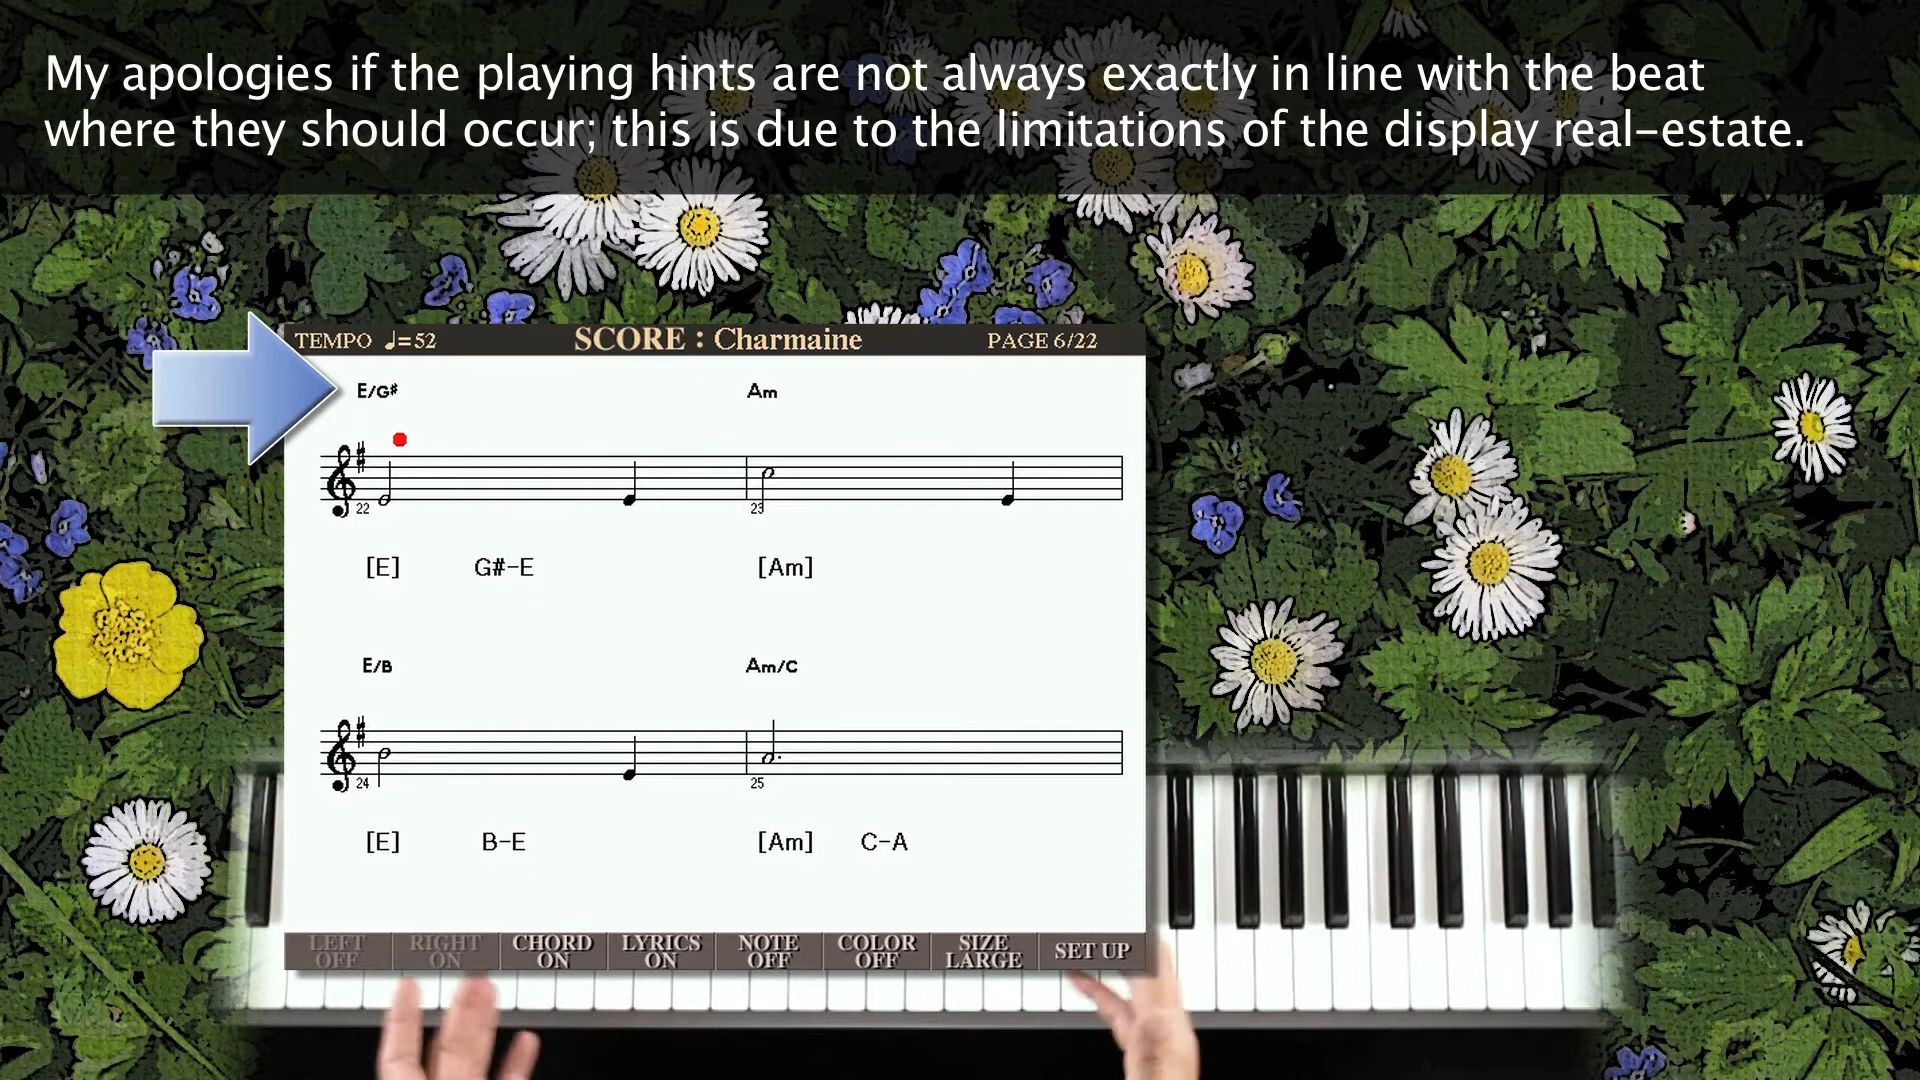 My apologies if the playing hints are not always exactly in line with the beat
where they should occur; this is due to the limitations of the display real-estate.
TEMPO ♩=52 SCORE : Charmaine PAGE 6/22
E/G# Am
22 23
[E] G#-E [Am]
E/B Am/C
24 25
[E] B-E [Am] C-A
LEFT OFF RIGHT ON CHORD ON LYRICS ON NOTE OFF COLOR OFF SIZE LARGE SET UP